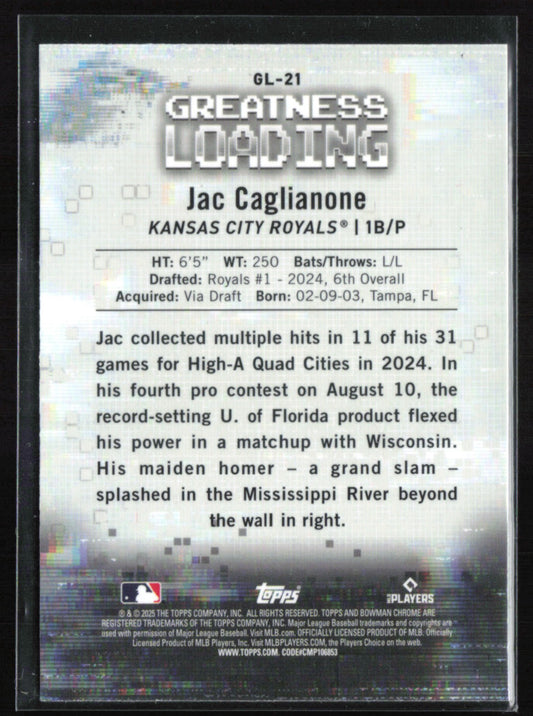 GL-21
GREATNESS
LOADING
Jac Caglianone
KANSAS CITY ROYALS® | 1B/P
HT: 6'5" WT: 250 Bats/Throws: L/L
Drafted: Royals #1 - 2024, 6th Overall
Acquired: Via Draft Born: 02-09-03, Tampa, FL
Jac collected multiple hits in 11 of his 31
games for High-A Quad Cities in 2024. In
his fourth pro contest on August 10, the
record-setting U. of Florida product flexed
his power in a matchup with Wisconsin.
His maiden homer – a grand slam –
splashed in the Mississippi River beyond
the wall in right.
Topps
MLB PLAYERS
® & © 2025 THE TOPPS COMPANY, INC. ALL RIGHTS RESERVED. TOPPS AND BOWMAN CHROME ARE
REGISTERED TRADEMARKS OF THE TOPPS COMPANY, INC. Major League Baseball trademarks and copyrights are
used with permission of Major League Baseball. Visit MLB.com. OFFICIALLY LICENSED PRODUCT OF MLB. Officially
Licensed Product of MLB Players, Inc. Visit MLBPLAYERS.COM, the Players Choice on the web.
WWW.TOPPS.COM. CODE#CMP106853